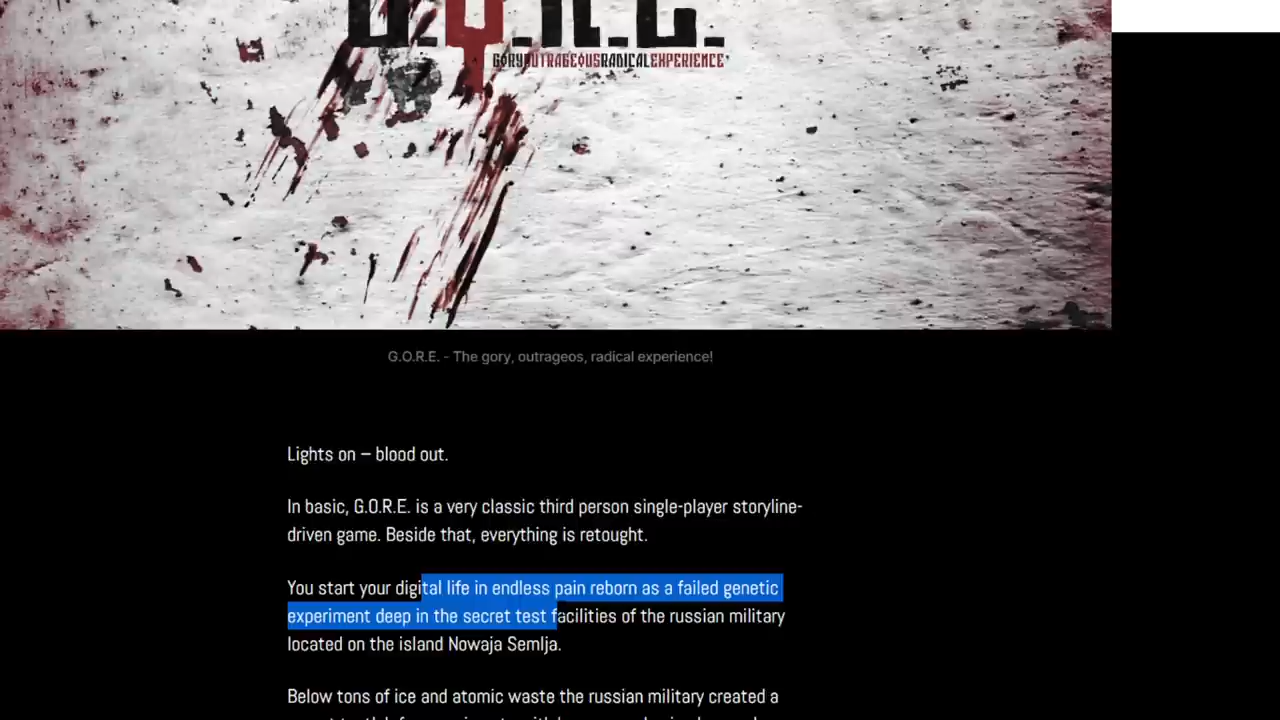 G.O.R.E.
GORYOUTRAGEOUSRADICALEXPERIENCE
G.O.R.E. - The gory, outrageos, radical experience!
Lights on – blood out.
In basic, G.O.R.E. is a very classic third person single-player storyline-
driven game. Beside that, everything is retought.
You start your digital life in endless pain reborn as a failed genetic
experiment deep in the secret test facilities of the russian military
located on the island Nowaja Semlja.
Below tons of ice and atomic waste the russian military created a